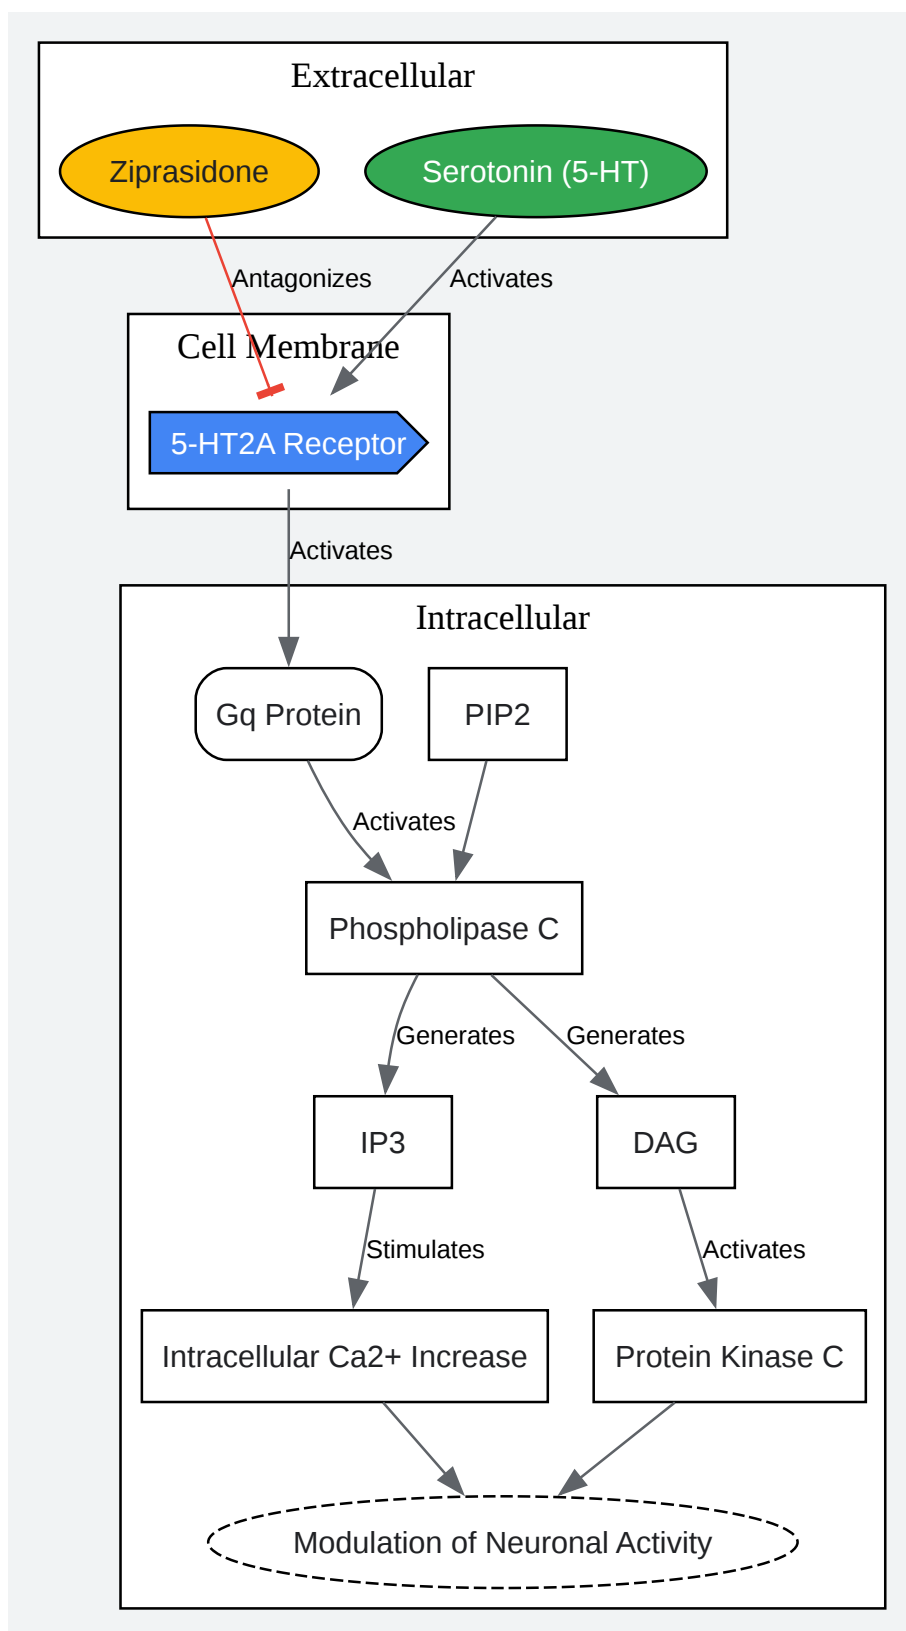 Extracellular
Ziprasidone
Serotonin (5-HT)
Antagonizes
Activates
Cell Membrane
5-HT2A Receptor
Activates
Intracellular
Gq Protein
PIP2
Activates
Phospholipase C
Generates
Generates
IP3
DAG
Stimulates
Activates
Intracellular Ca2+ Increase
Protein Kinase C
Modulation of Neuronal Activity